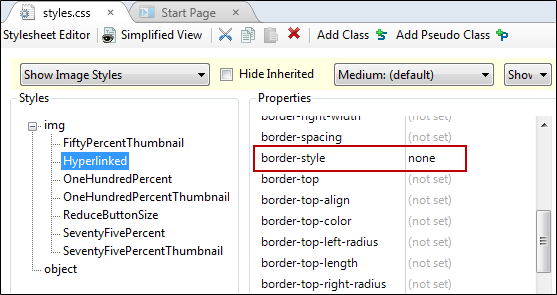 styles.css Start Page
Stylesheet Editor Simplified View Add Class Add Pseudo Class
Show Image Styles Hide Inherited Medium: (default) Show
Styles
img
FiftyPercentThumbnail
Hyperlinked
OneHundredPercent
OneHundredPercentThumbnail
ReduceButtonSize
SeventyFivePercent
SeventyFivePercentThumbnail
object
Properties
border-right-width (not set)
border-spacing (not set)
border-style none
border-top (not set)
border-top-align (not set)
border-top-color (not set)
border-top-left-radius (not set)
border-top-length (not set)
border-top-right-radius (not set)